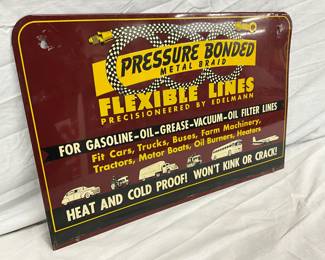 PRESSURE BONDED
METAL BRAID
FLEXIBLE LINES
PRECISIONEERED BY EDELMANN
FOR GASOLINE-OIL-GREASE-VACUUM-OIL FILTER LINES
Fit Cars, Trucks, Buses, Farm Machinery,
Tractors, Motor Boats, Oil Burners, Heaters
HEAT AND COLD PROOF! WON'T KINK OR CRACK!